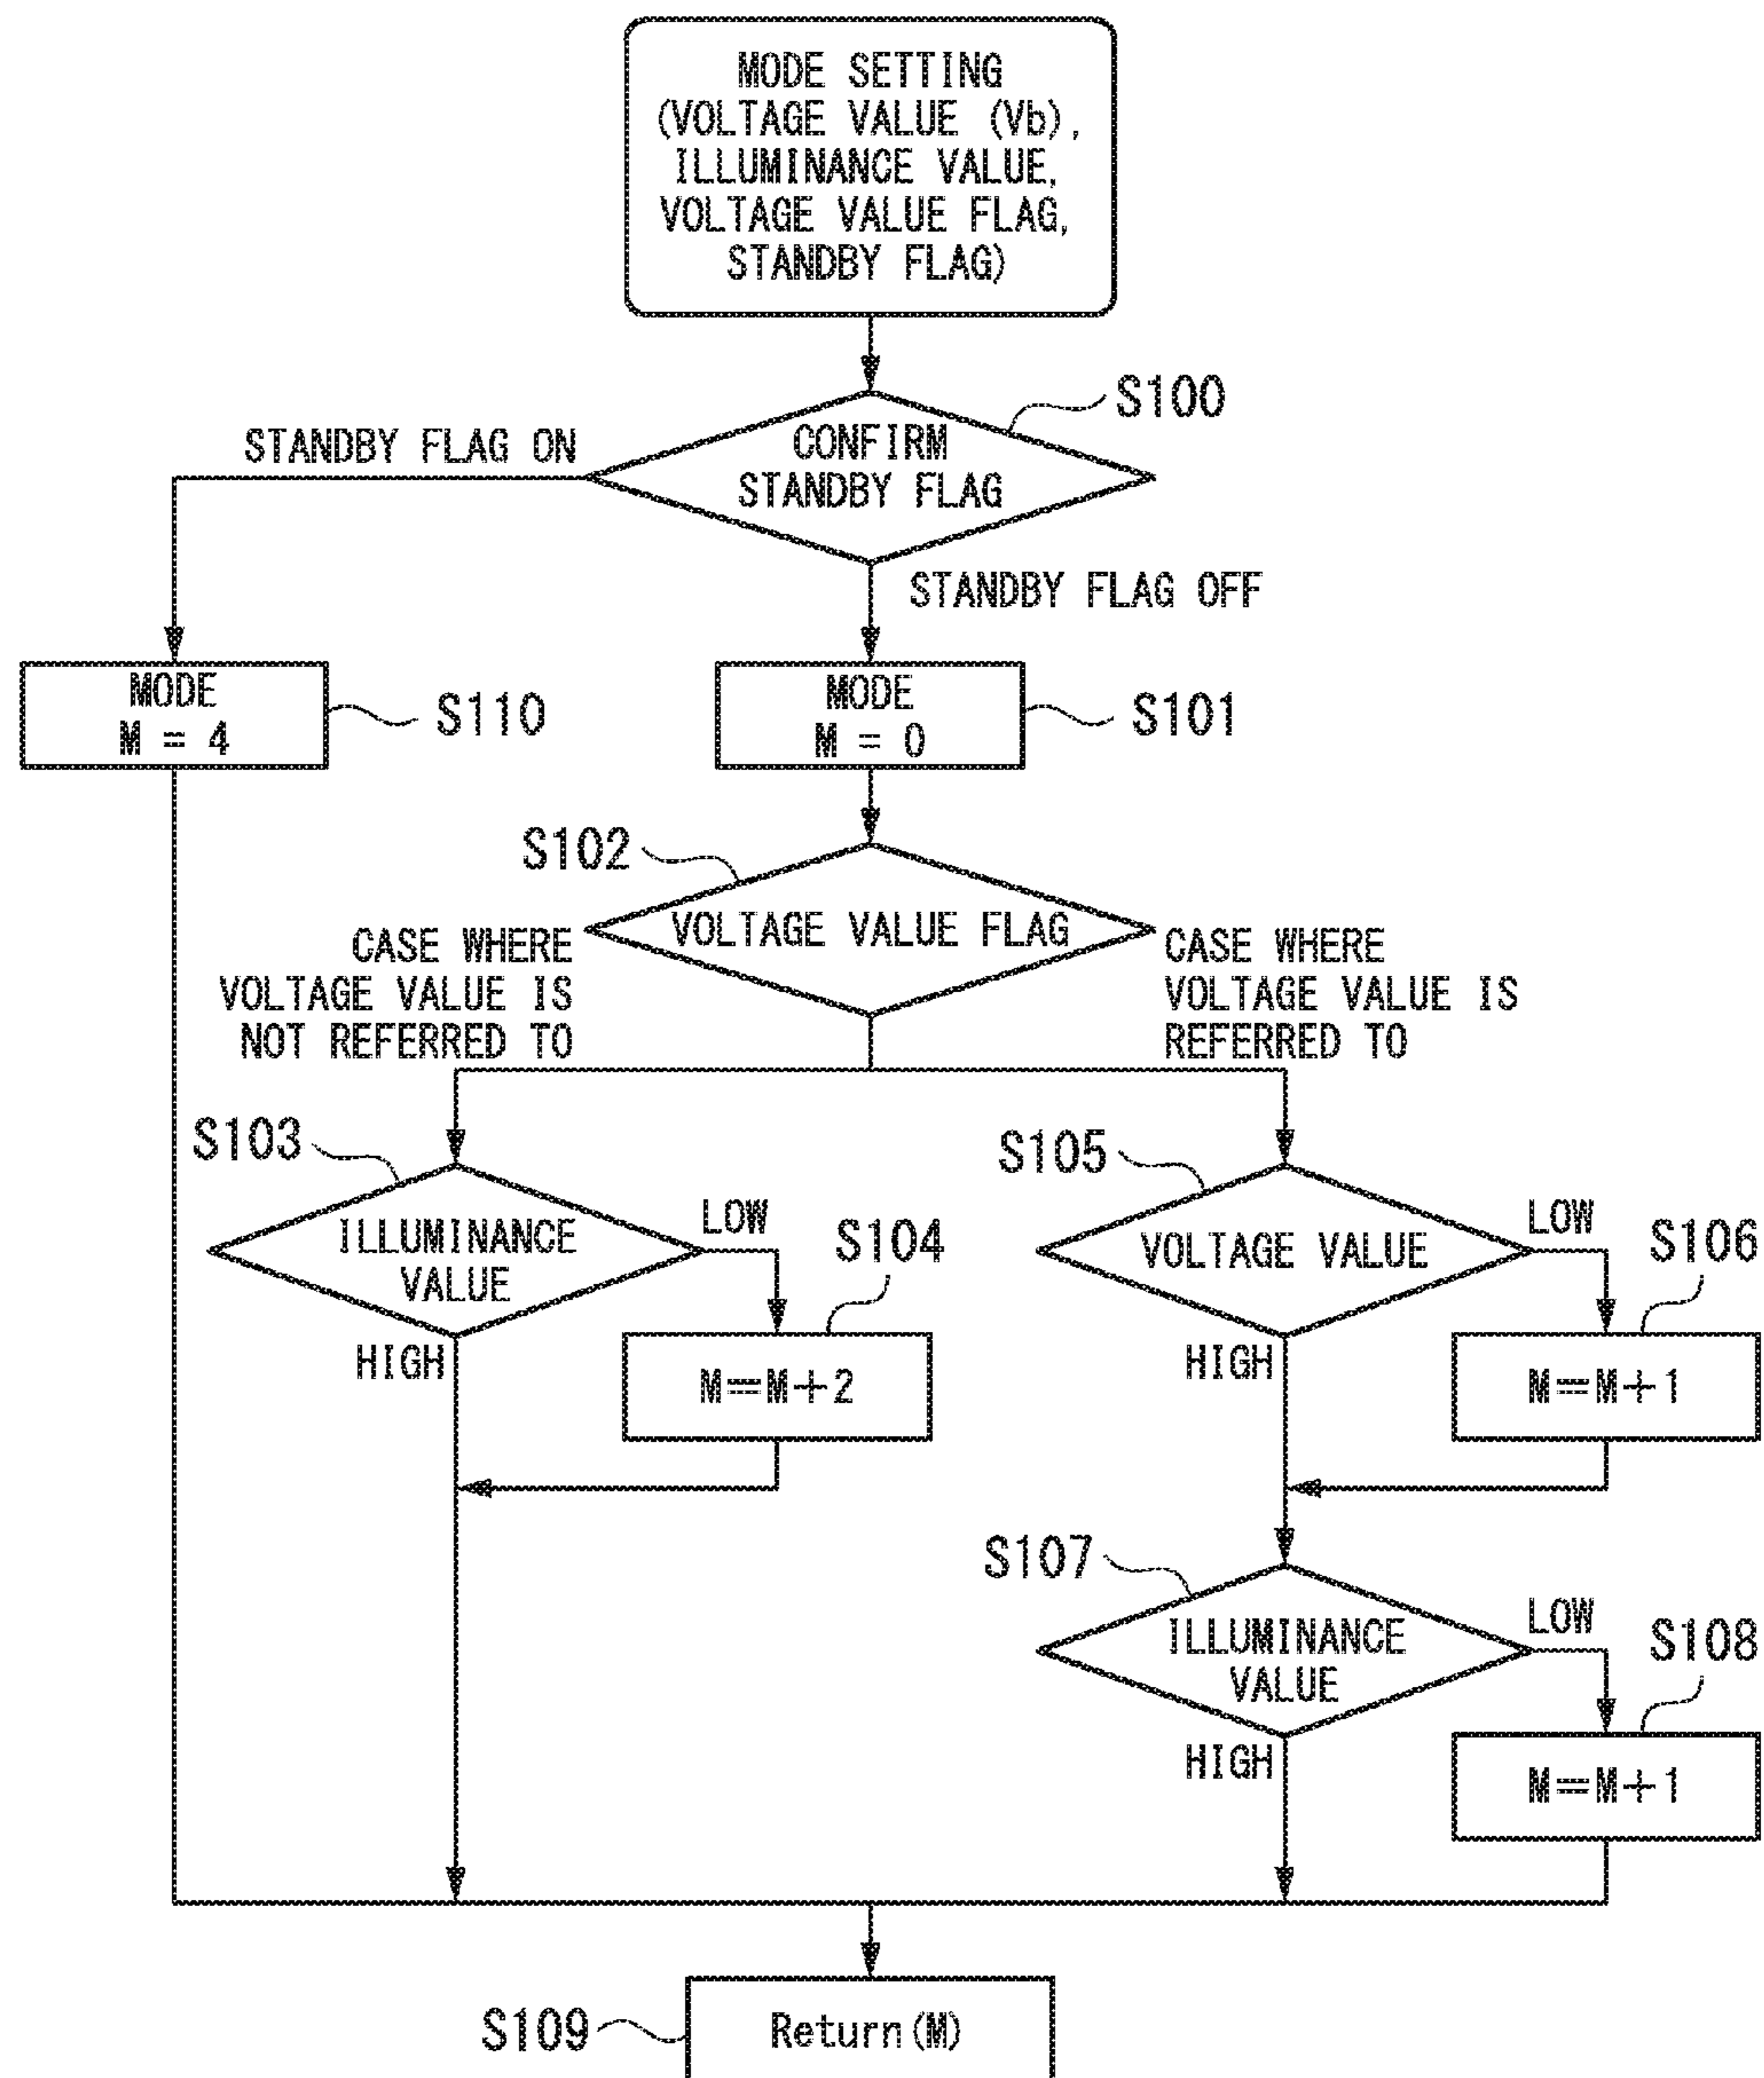 MODE SETTING
(VOLTAGE VALUE (Vb),
ILLUMINANCE VALUE,
VOLTAGE VALUE FLAG,
STANDBY FLAG)
S100
STANDBY FLAG ON
CONFIRM
STANDBY FLAG
STANDBY FLAG OFF
MODE
M = 4
S110
MODE
M = 0
S101
S102
VOLTAGE VALUE FLAG
CASE WHERE
VOLTAGE VALUE IS
NOT REFERRED TO
CASE WHERE
VOLTAGE VALUE IS
REFERRED TO
S103
ILLUMINANCE
VALUE
LOW
S104
HIGH
M=M+2
S105
VOLTAGE VALUE
LOW
S106
HIGH
M=M+1
S107
ILLUMINANCE
VALUE
LOW
S108
HIGH
M=M+1
S109
Return(M)